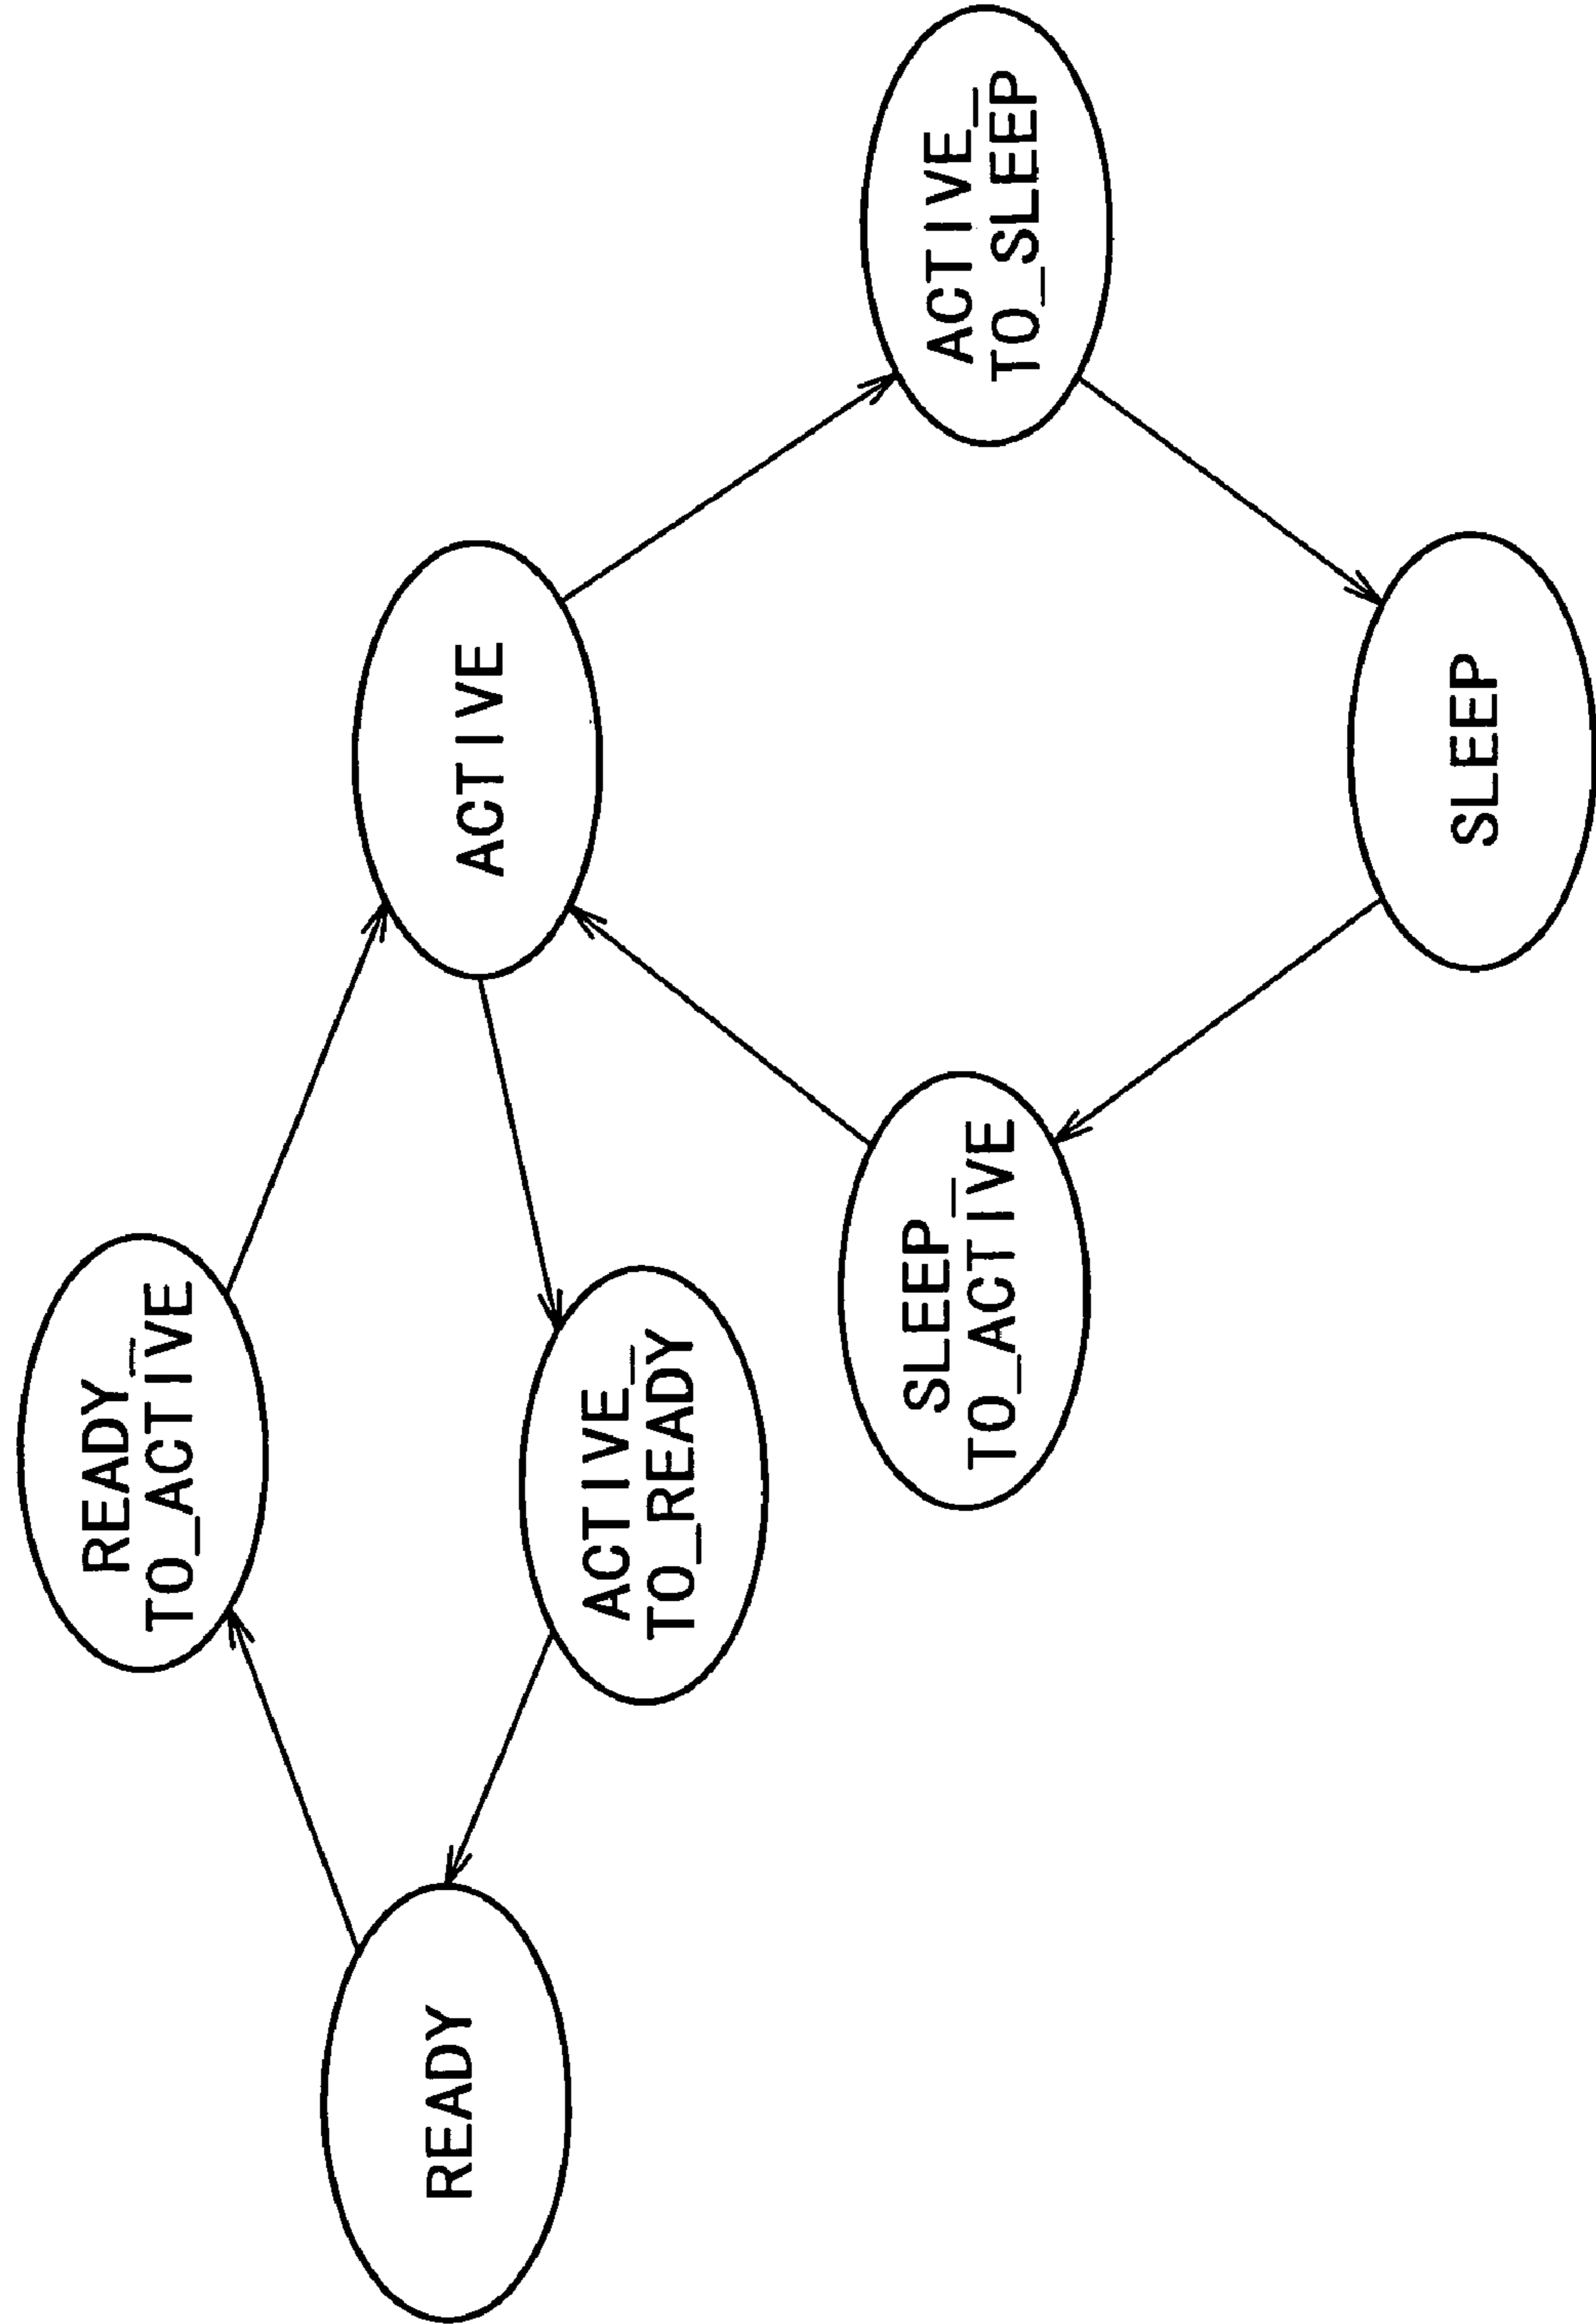 READY
READY_
TO_ACTIVE
ACTIVE_
TO_READY
SLEEP_
TO_ACTIVE
ACTIVE
SLEEP
ACTIVE_
TO_SLEEP